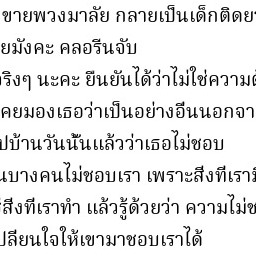 ขายพวงมาลัย กลายเป็นเด็กติดย
ยมังคะ คลอรีนจับ
ริงๆ นะคะ ยืนยันได้ว่าไม่ใช่ความ
คยมองเธอว่าเป็นอย่างอื่นนอกจา
ปบ้านวันนั้นแล้วว่าเธอไม่ชอบ
นบางคนไม่ชอบเรา เพราะสิ่งที่เรา
สิ่งที่เราทำ แล้วรู้ด้วยว่า ความไม่ช
ปลี่ยนใจให้เขามาชอบเราได้